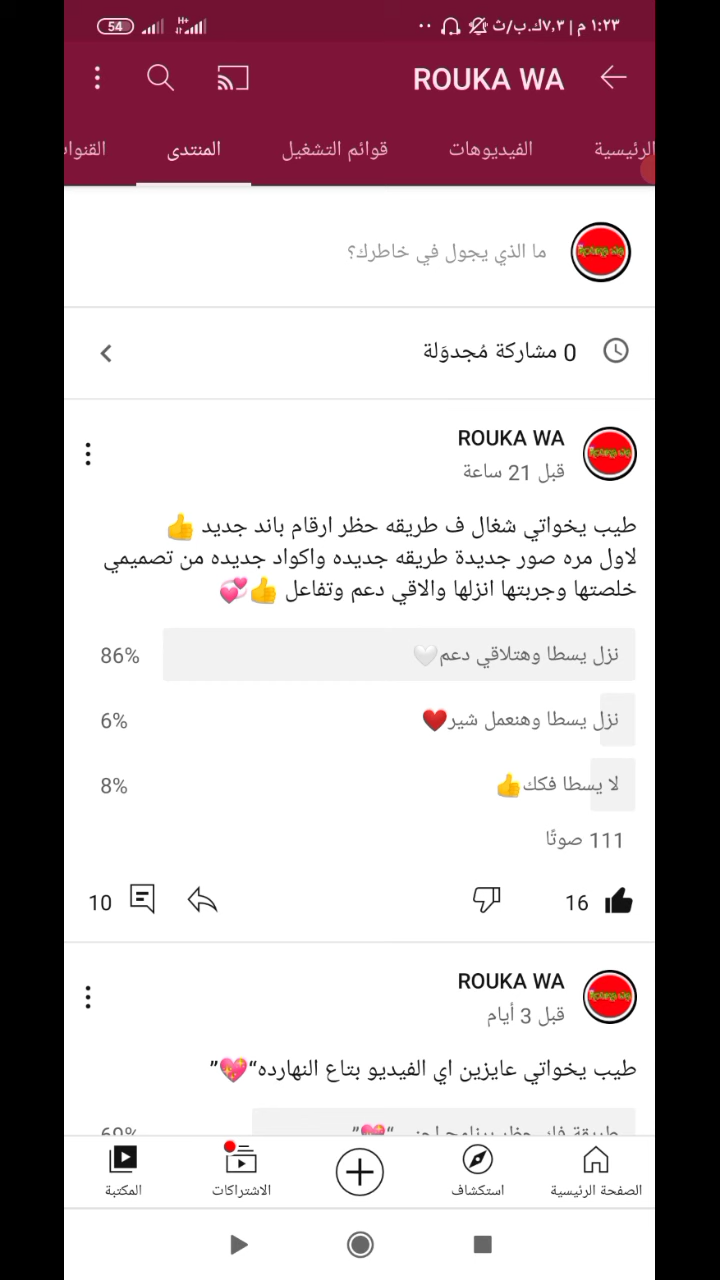 ١:٢٣ م | ٧,٣ك.ب/ث
54
H+
ROUKA WA
الرئيسية
الفيديوهات
قوائم التشغيل
المنتدى
القنوات
ما الذي يجول في خاطرك؟
0 مشاركة مُجدوَلة
ROUKA WA
قبل 21 ساعة
طيب يخواتي شغال ف طريقه حظر ارقام باند جديد 👍
لاول مره صور جديدة طريقه جديده واكواد جديده من تصميمي
خلصتها وجربتها انزلها والاقي دعم وتفاعل 👍💞
نزل يسطا وهتلاقي دعم🤍 86%
نزل يسطا وهنعمل شير❤️ 6%
لا يسطا فكك👍 8%
111 صوتًا
16
10
ROUKA WA
قبل 3 أيام
طيب يخواتي عايزين اي الفيديو بتاع النهارده“💖”
الصفحة الرئيسية
استكشاف
الاشتراكات
المكتبة